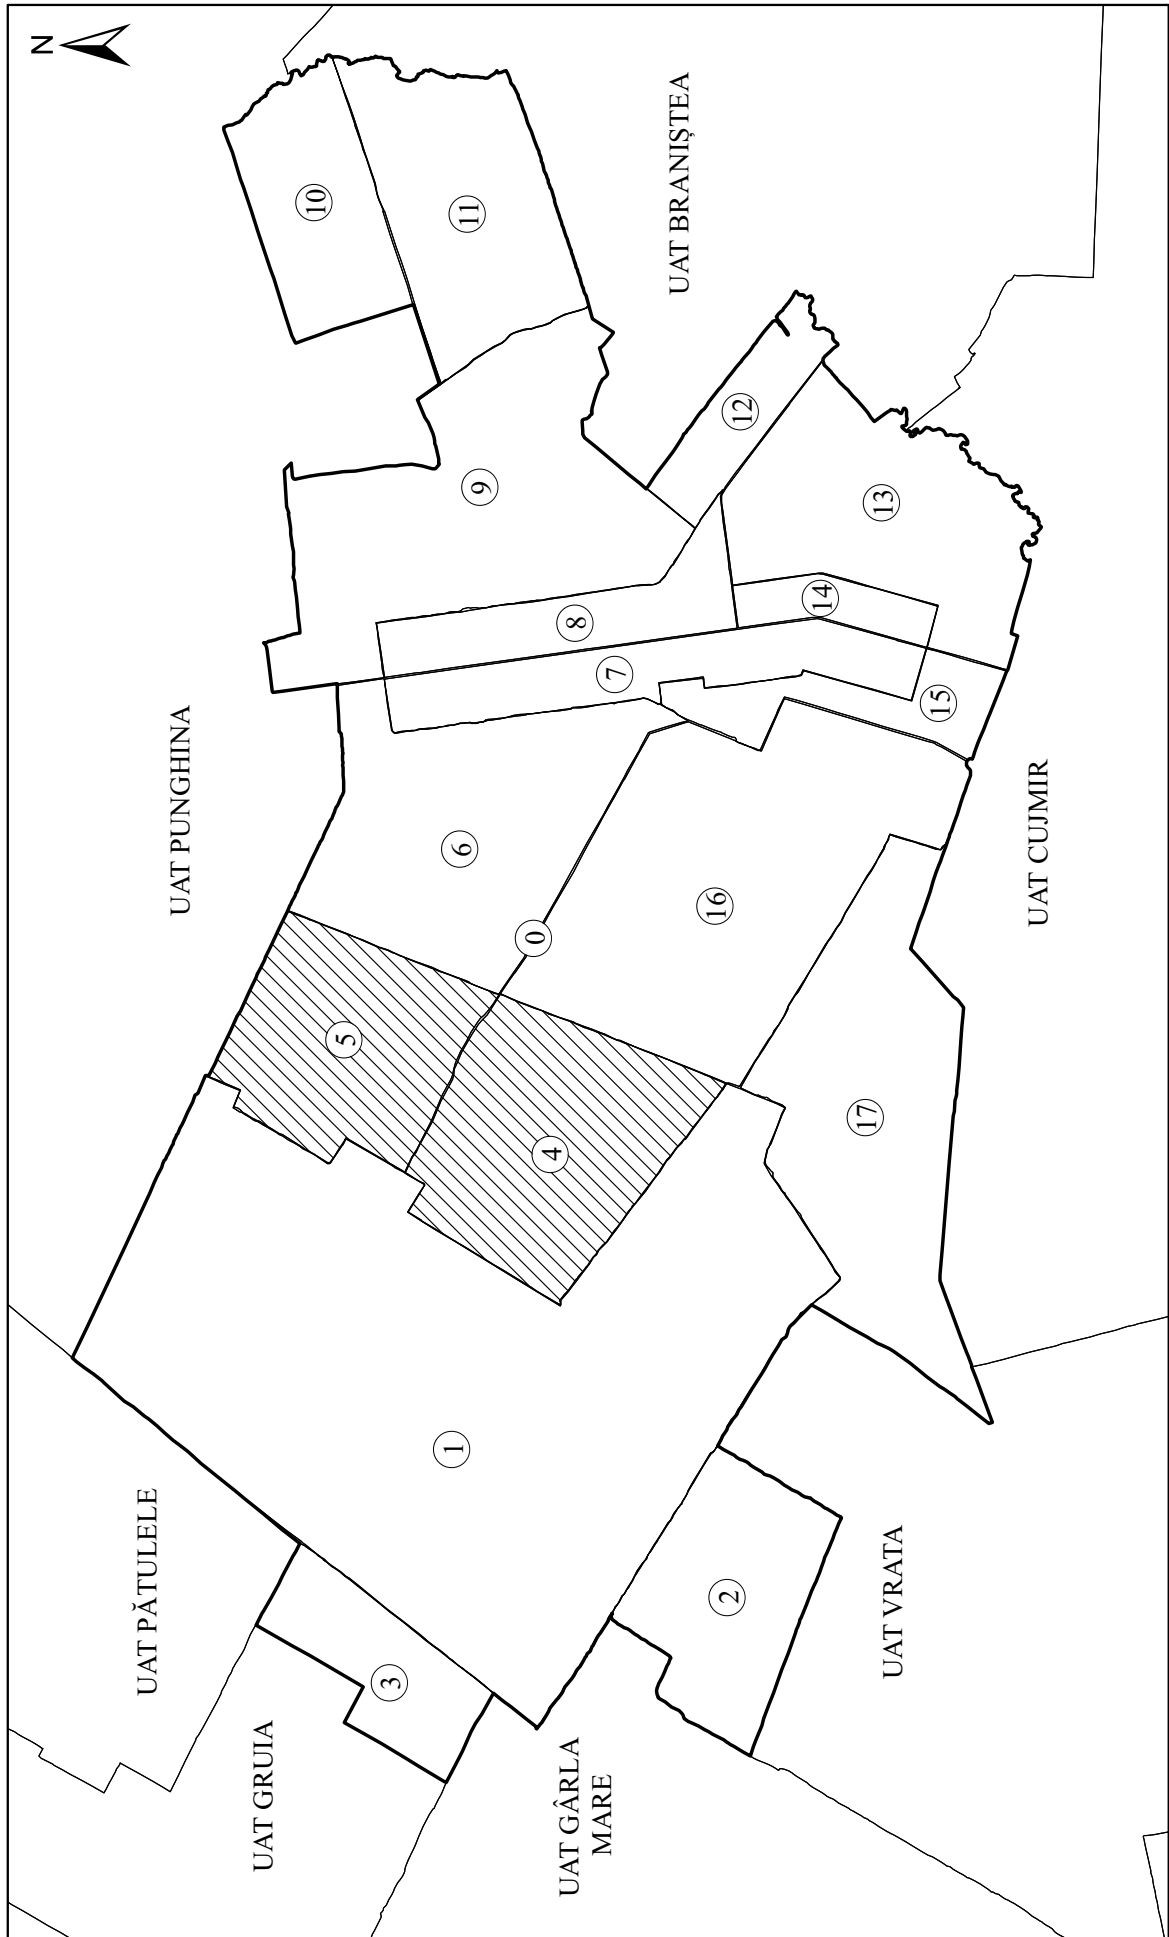 N
UAT PUNGHINA
UAT PĂTULELE
UAT GRUIA
UAT GÂRLA
MARE
UAT VRATA
UAT CUJMIR
UAT BRANIȘTEA
0
1
2
3
4
5
6
7
8
9
10
11
12
13
14
15
16
17